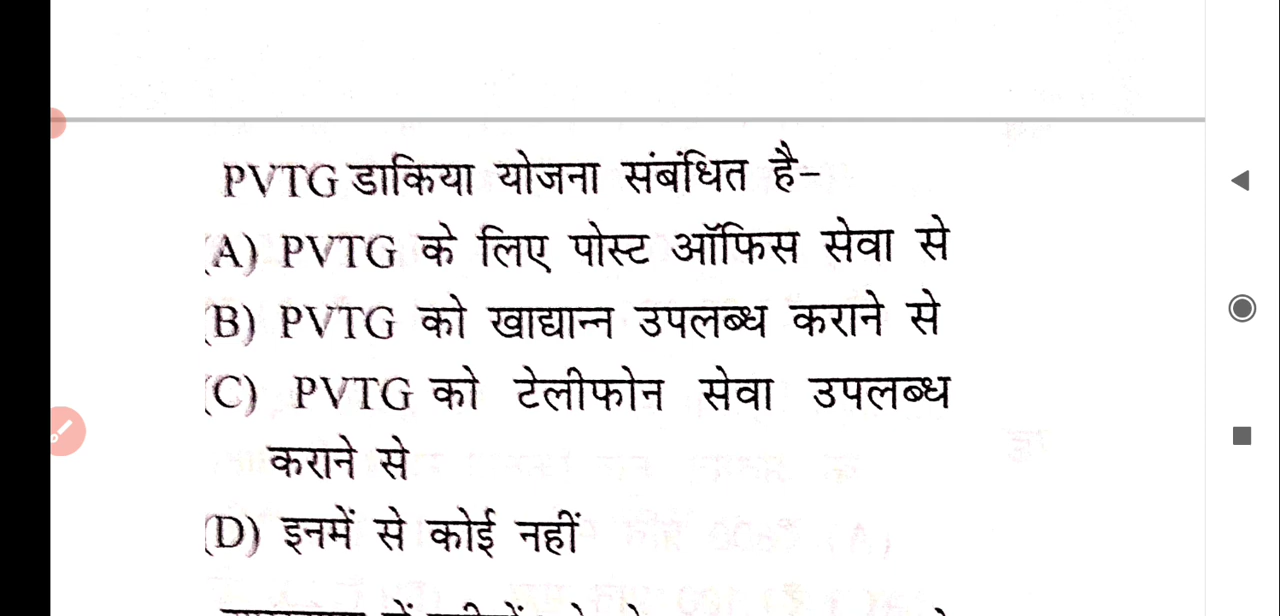 PVTG डाकिया योजना संबंधित है–
(A) PVTG के लिए पोस्ट ऑफिस सेवा से
(B) PVTG को खाद्यान्न उपलब्ध कराने से
(C) PVTG को टेलीफोन सेवा उपलब्ध
कराने से
(D) इनमें से कोई नहीं